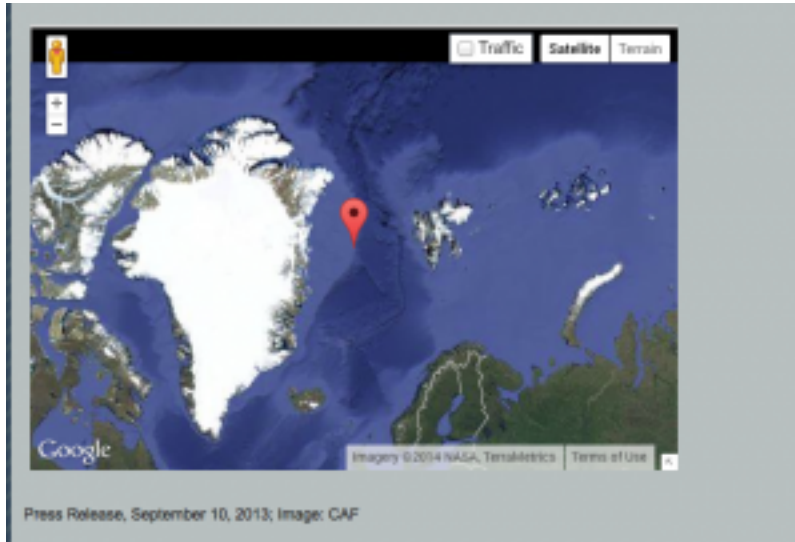 Traffic Satellite Terrain
+
−
Google
Imagery ©2014 NASA, TerraMetrics Terms of Use
Press Release, September 10, 2013; Image: CAF